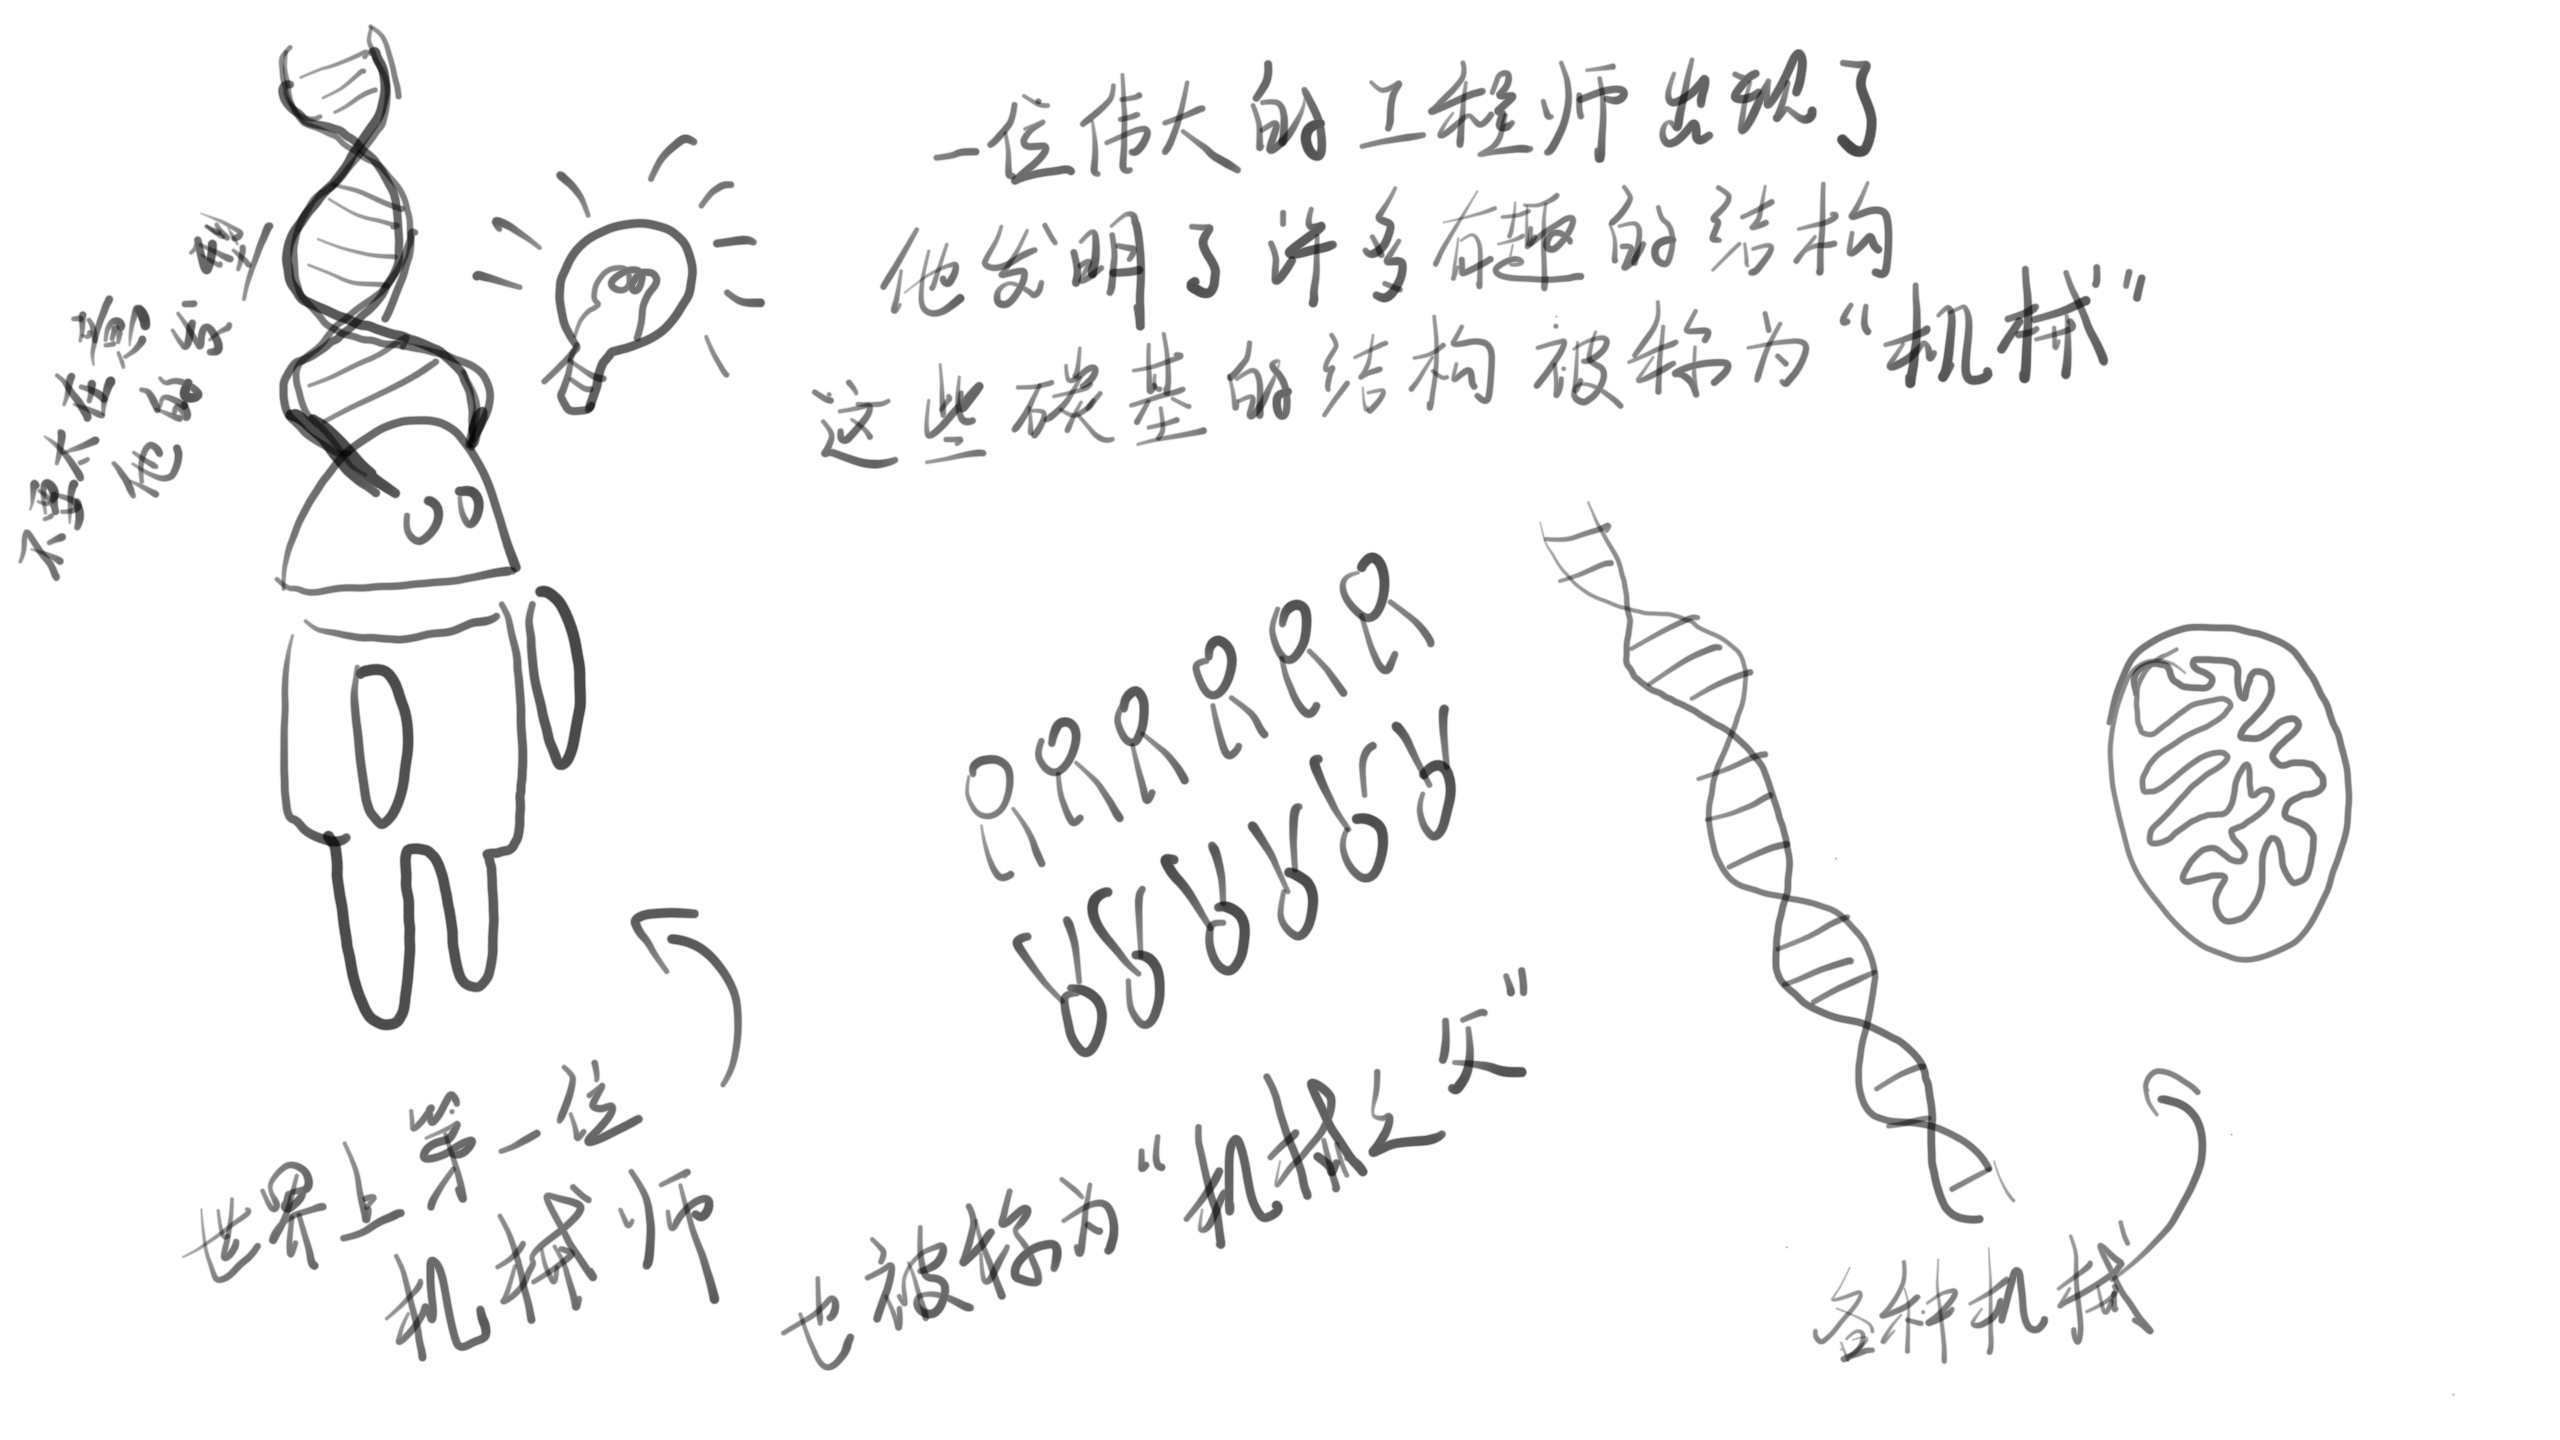 一位伟大的工程师出现了
他发明了许多有趣的结构
这些碳基的结构被称为“机械”
不要太在意
他的发型
世界上第一位
机械师
也被称为“机械之父”
各种机械